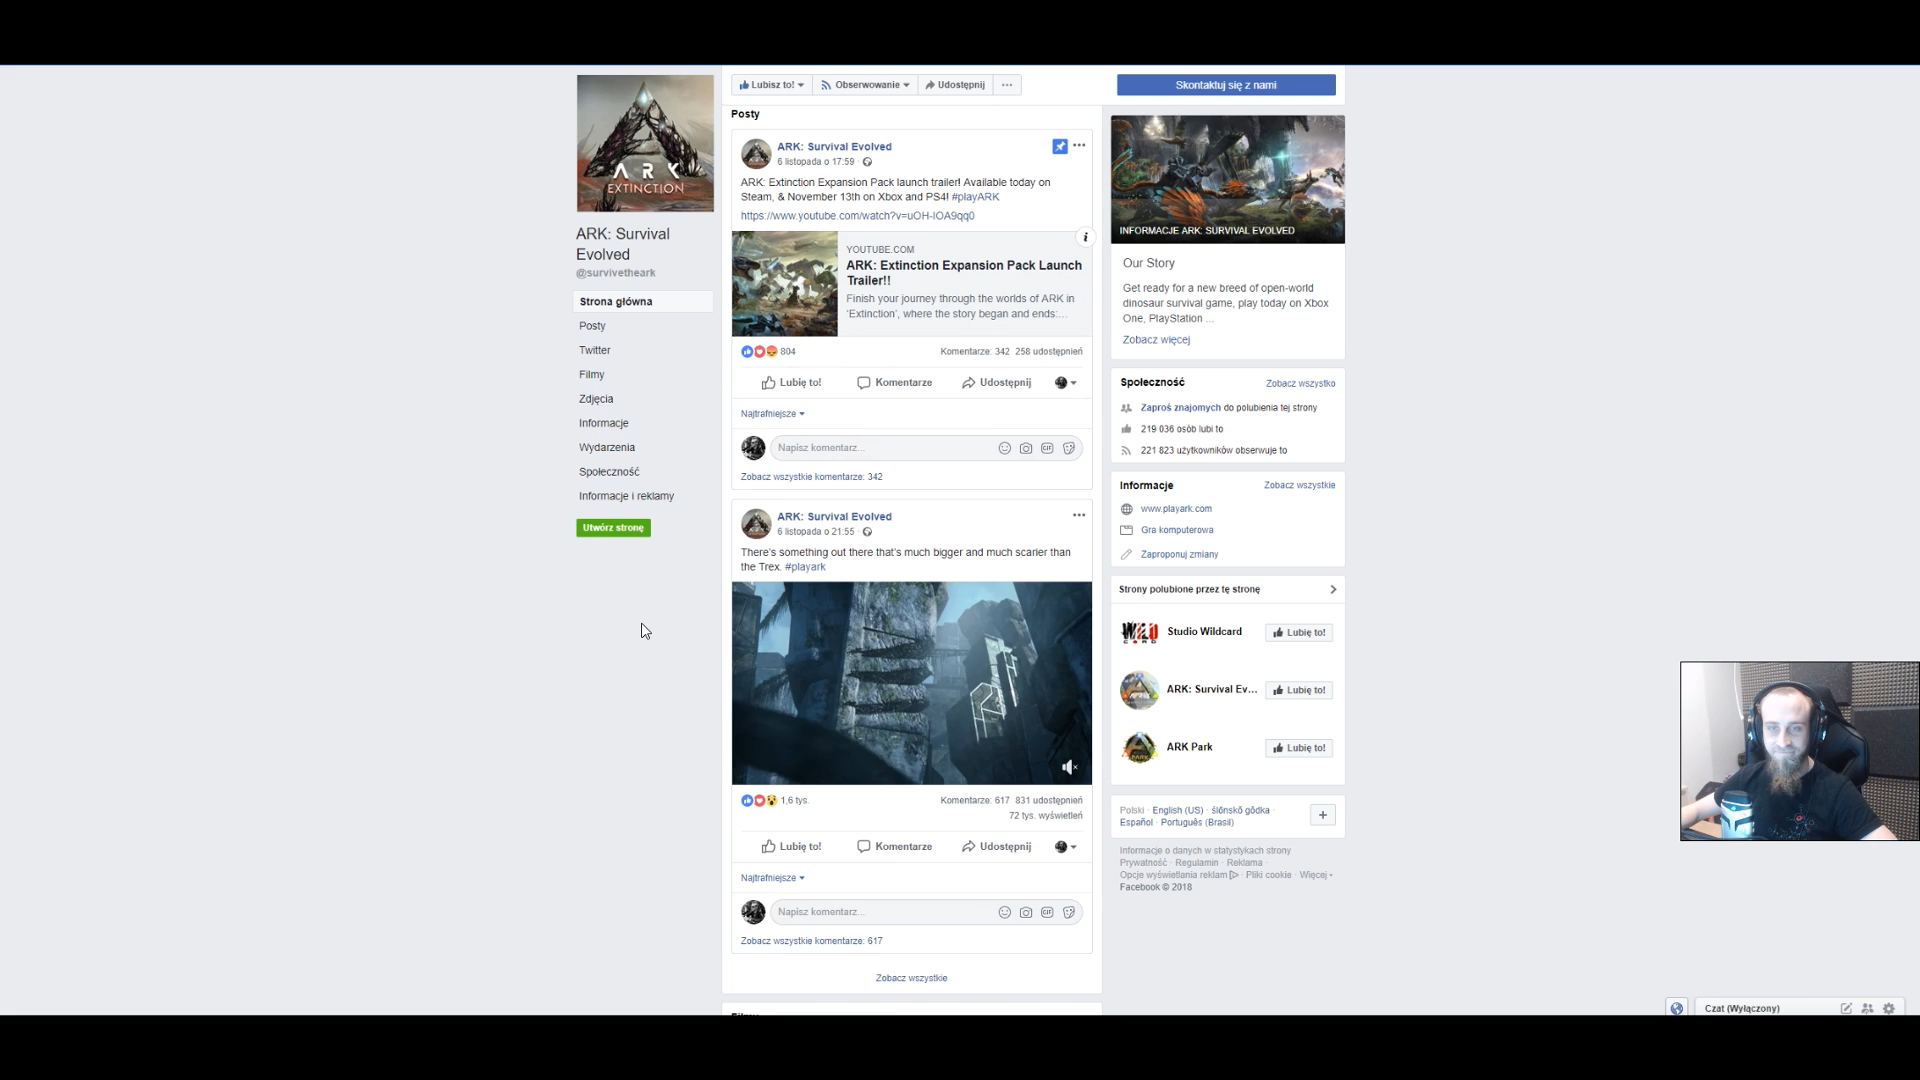 ARK
EXTINCTION
ARK: Survival
Evolved
@survivetheark
Strona główna
Posty
Twitter
Filmy
Zdjęcia
Informacje
Wydarzenia
Społeczność
Informacje i reklamy
Utwórz stronę
Lubisz to! Obserwowanie Udostępnij
Posty
ARK: Survival Evolved
6 listopada o 17:59 ·
ARK: Extinction Expansion Pack launch trailer! Available today on
Steam, & November 13th on Xbox and PS4! #playARK
https://www.youtube.com/watch?v=uOH-IOA9qq0
YOUTUBE.COM
ARK: Extinction Expansion Pack Launch
Trailer!!
Finish your journey through the worlds of ARK in
'Extinction', where the story began and ends:...
804 Komentarze: 342 258 udostępnień
Lubię to! Komentarze Udostępnij
Najtrafniejsze
Napisz komentarz... GIF
Zobacz wszystkie komentarze: 342
ARK: Survival Evolved
6 listopada o 21:55 ·
There's something out there that's much bigger and much scarier than
the Trex. #playark
1,6 tys. Komentarze: 617 831 udostępnień
72 tys. wyświetleń
Lubię to! Komentarze Udostępnij
Najtrafniejsze
Napisz komentarz... GIF
Zobacz wszystkie komentarze: 617
Zobacz wszystkie
Filmy
Skontaktuj się z nami
INFORMACJE ARK: SURVIVAL EVOLVED
Our Story
Get ready for a new breed of open-world
dinosaur survival game, play today on Xbox
One, PlayStation ...
Zobacz więcej
Społeczność Zobacz wszystko
Zaproś znajomych do polubienia tej strony
219 036 osób lubi to
221 823 użytkowników obserwuje to
Informacje Zobacz wszystkie
www.playark.com
Gra komputerowa
Zaproponuj zmiany
Strony polubione przez tę stronę
WILD
CARD
Studio Wildcard Lubię to!
ARK: Survival Ev... Lubię to!
ARK Park Lubię to!
Polski · English (US) · ślōnskŏ gŏdka ·
Español · Português (Brasil)
Informacje o danych w statystykach strony
Prywatność · Regulamin · Reklama ·
Opcje wyświetlania reklam · Pliki cookie · Więcej
Facebook © 2018
Czat (Wyłączony)